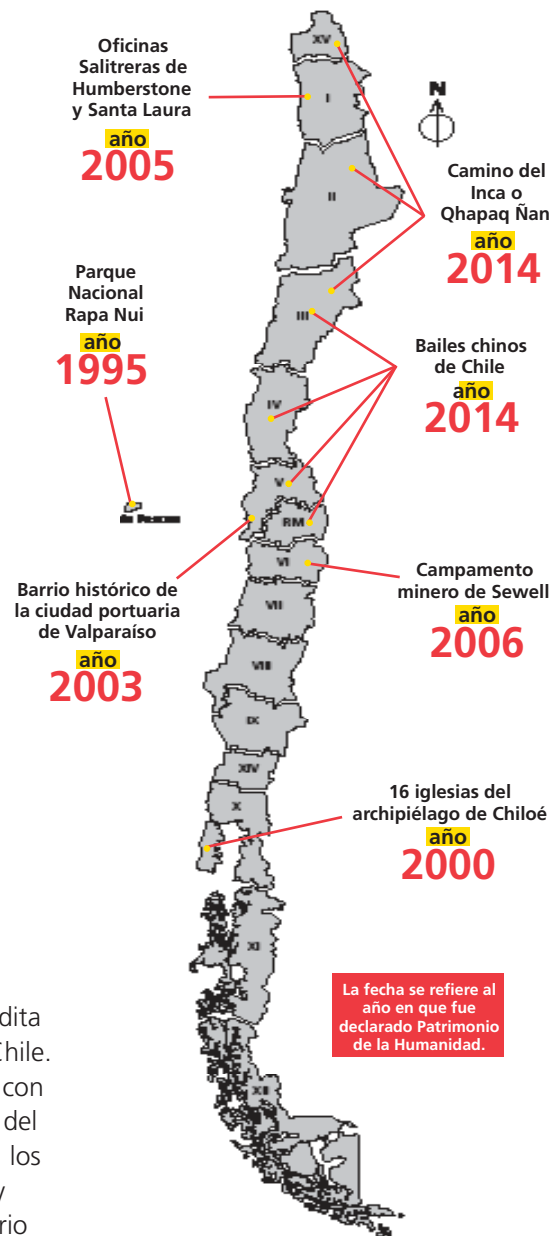 Oficinas
Salitreras de
Humberstone
y Santa Laura
año
2005
N
Camino del
Inca o
Qhapaq Ñan
año
2014
Parque
Nacional
Rapa Nui
año
1995
Bailes chinos
de Chile
año
2014
Barrio histórico de
la ciudad portuaria
de Valparaíso
año
2003
Campamento
minero de Sewell
año
2006
16 iglesias del
archipiélago de Chiloé
año
2000
La fecha se refiere al
año en que fue
declarado Patrimonio
de la Humanidad.
XV
I
II
III
IV
V
RM
VI
VII
VIII
IX
XIV
X
XI
XII
de Pascua
dita
Chile.
con
del
los
y
rio